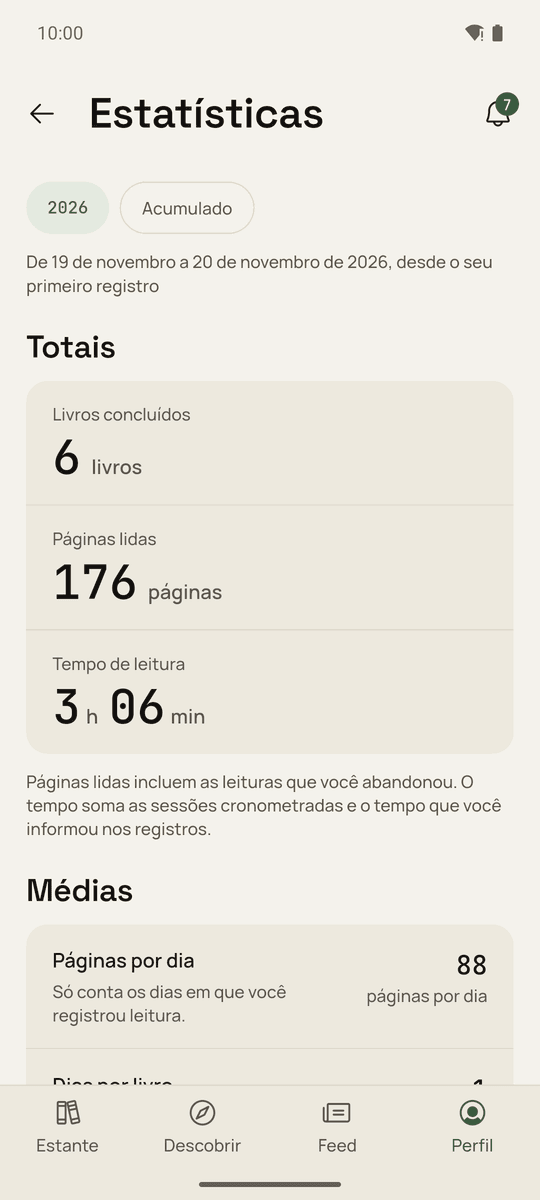 10:00
Estatísticas
7
2026
Acumulado
De 19 de novembro a 20 de novembro de 2026, desde o seu
primeiro registro
Totais
Livros concluídos
6 livros
Páginas lidas
176 páginas
Tempo de leitura
3 h 06 min
Páginas lidas incluem as leituras que você abandonou. O
tempo soma as sessões cronometradas e o tempo que você
informou nos registros.
Médias
Páginas por dia
88
Só conta os dias em que você
registrou leitura.
páginas por dia
Dias por livro
Estante
Descobrir
Feed
Perfil